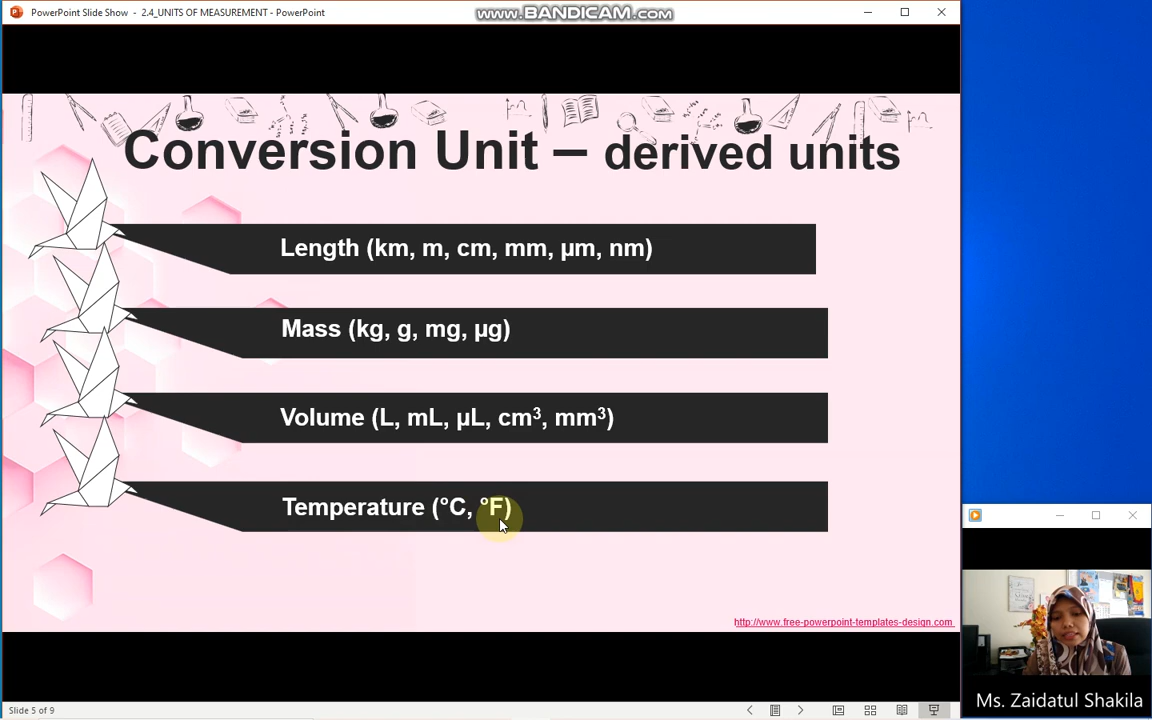 PowerPoint Slide Show - 2.4_UNITS OF MEASUREMENT - PowerPoint
www.BANDICAM.com
Conversion Unit – derived units
Length (km, m, cm, mm, µm, nm)
Mass (kg, g, mg, µg)
Volume (L, mL, µL, cm³, mm³)
Temperature (°C, °F)
http://www.free-powerpoint-templates-design.com
Ms. Zaidatul Shakila
Slide 5 of 9